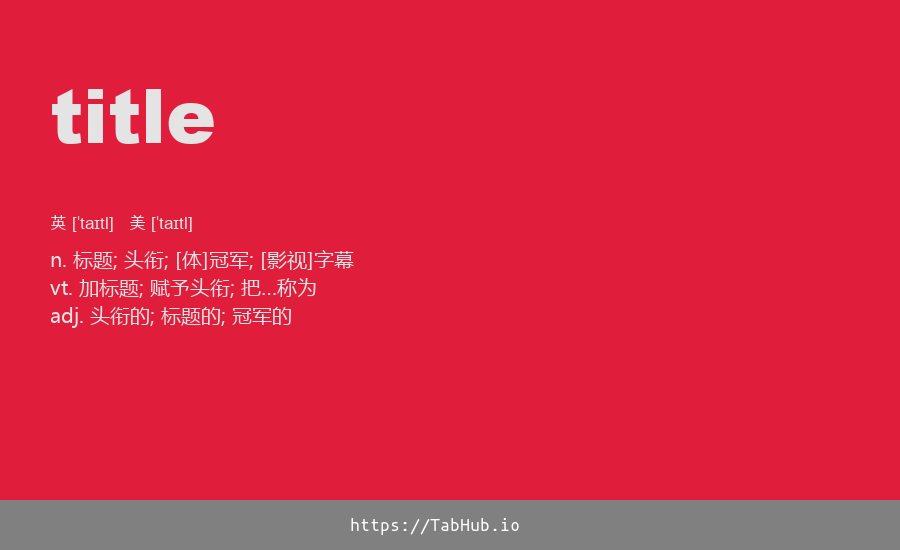 title
英 [ˈtaɪtl] 美 [ˈtaɪtl]
n. 标题; 头衔; [体]冠军; [影视]字幕
vt. 加标题; 赋予头衔; 把...称为
adj. 头衔的; 标题的; 冠军的
https://TabHub.io